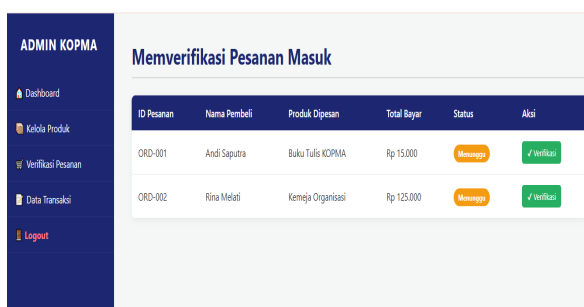 ADMIN KOPMA
Dashboard
Kelola Produk
Verifikasi Pesanan
Data Transaksi
Logout
Memverifikasi Pesanan Masuk
ID Pesanan Nama Pembeli Produk Dipesan Total Bayar Status Aksi
ORD-001 Andi Saputra Buku Tulis KOPMA Rp 15.000 Menunggu ✓ Verifikasi
ORD-002 Rina Melati Kemeja Organisasi Rp 125.000 Menunggu ✓ Verifikasi